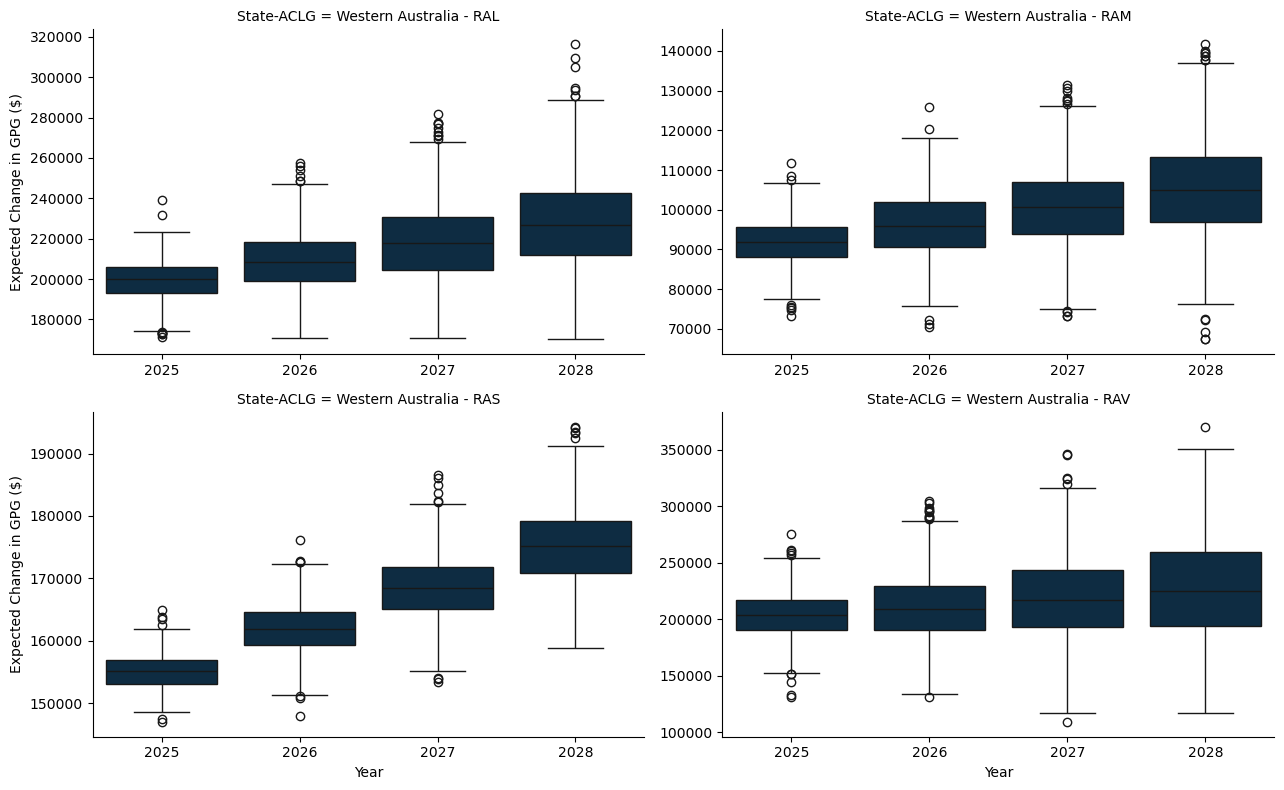 State-ACLG = Western Australia - RAL
Expected Change in GPG ($)
320000
300000
280000
260000
240000
220000
200000
180000
2025 2026 2027 2028
State-ACLG = Western Australia - RAM
140000
130000
120000
110000
100000
90000
80000
70000
2025 2026 2027 2028
State-ACLG = Western Australia - RAS
Expected Change in GPG ($)
190000
180000
170000
160000
150000
2025 2026 2027 2028
Year
State-ACLG = Western Australia - RAV
350000
300000
250000
200000
150000
100000
2025 2026 2027 2028
Year